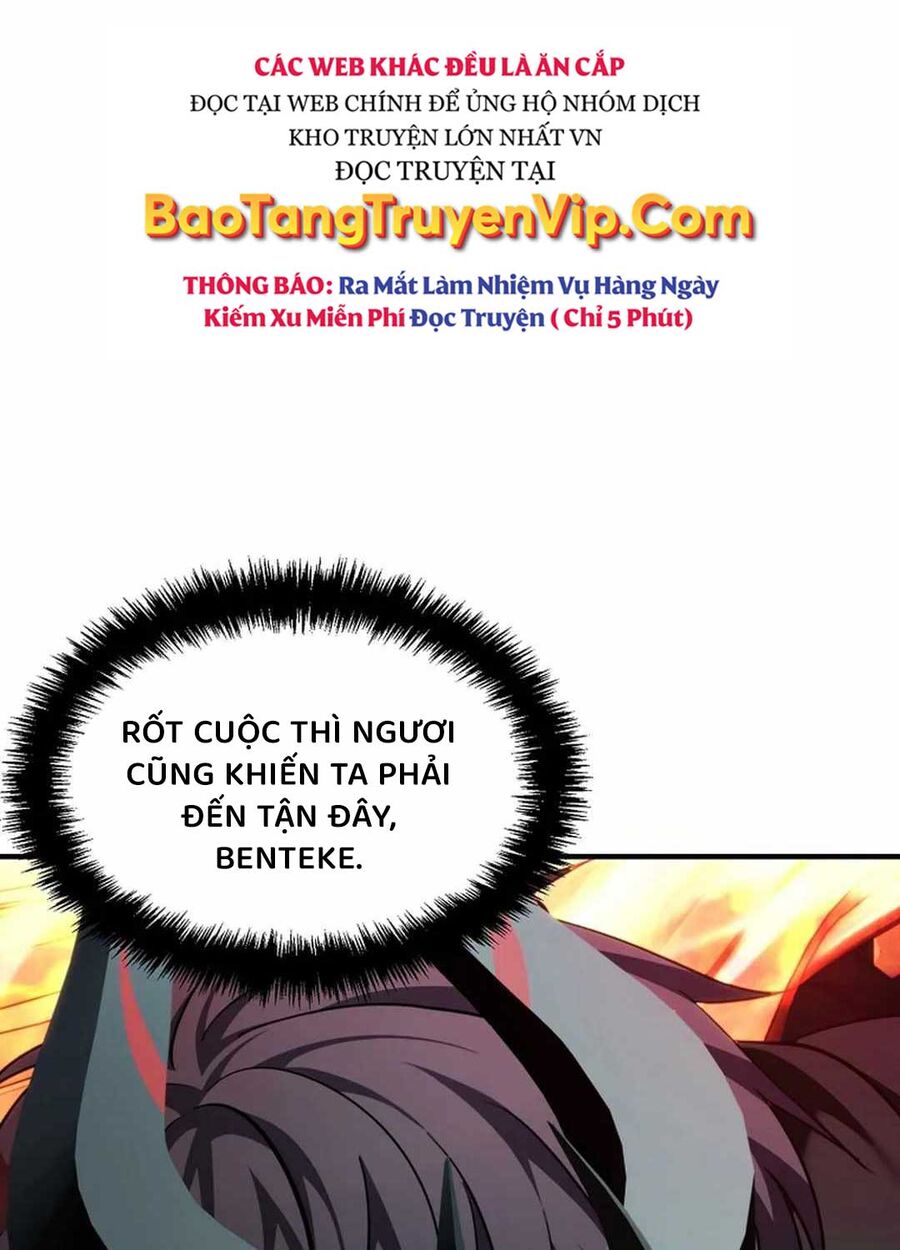 CÁC WEB KHÁC ĐỀU LÀ ĂN CẮP
ĐỌC TẠI WEB CHÍNH ĐỂ ỦNG HỘ NHÓM DỊCH
KHO TRUYỆN LỚN NHẤT VN
ĐỌC TRUYỆN TẠI
BaoTangTruyenVip.Com
THÔNG BÁO: Ra Mắt Làm Nhiệm Vụ Hàng Ngày
Kiếm Xu Miễn Phí Đọc Truyện ( Chỉ 5 Phút)
RỐT CUỘC THÌ NGƯƠI
CŨNG KHIẾN TA PHẢI
ĐẾN TẬN ĐÂY,
BENTEKE.